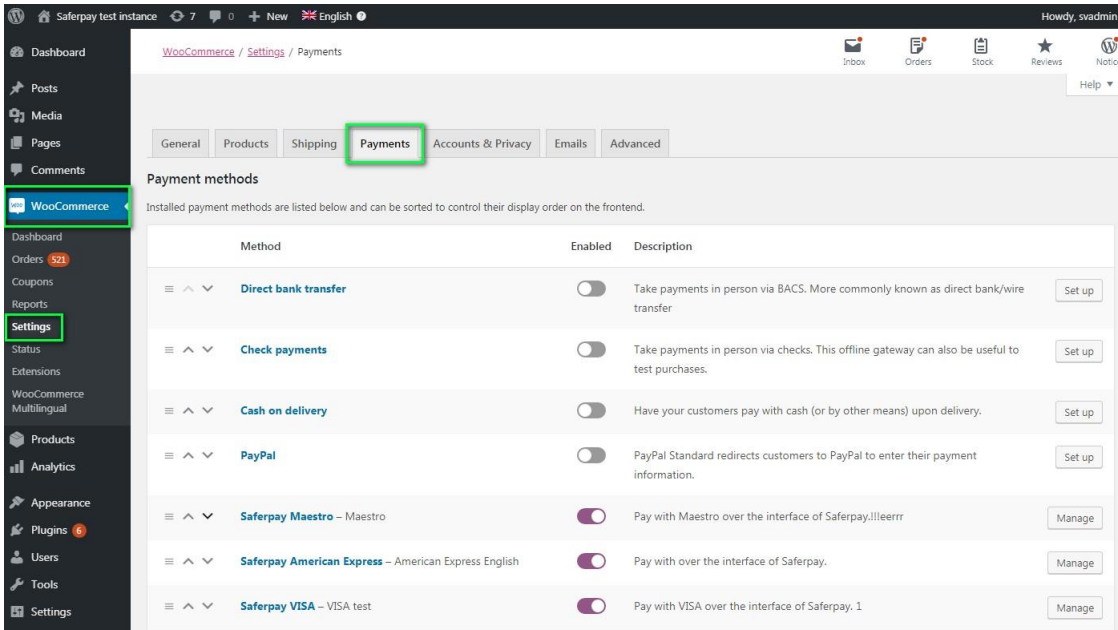 Saferpay test instance 7 0 New English Howdy, svadmin
Dashboard
Posts
Media
Pages
Comments
WooCommerce
Dashboard
Orders 521
Coupons
Reports
Settings
Status
Extensions
WooCommerce
Multilingual
Products
Analytics
Appearance
Plugins 6
Users
Tools
Settings
WooCommerce / Settings / Payments
Inbox Orders Stock Reviews Notic
Help
General Products Shipping Payments Accounts & Privacy Emails Advanced
Payment methods
Installed payment methods are listed below and can be sorted to control their display order on the frontend.
Method Enabled Description
Direct bank transfer Take payments in person via BACS. More commonly known as direct bank/wire Set up
transfer
Check payments Take payments in person via checks. This offline gateway can also be useful to Set up
test purchases.
Cash on delivery Have your customers pay with cash (or by other means) upon delivery. Set up
PayPal PayPal Standard redirects customers to PayPal to enter their payment Set up
information.
Saferpay Maestro – Maestro Pay with Maestro over the interface of Saferpay.!!!eerrr Manage
Saferpay American Express – American Express English Pay with over the interface of Saferpay. Manage
Saferpay VISA – VISA test Pay with VISA over the interface of Saferpay. 1 Manage